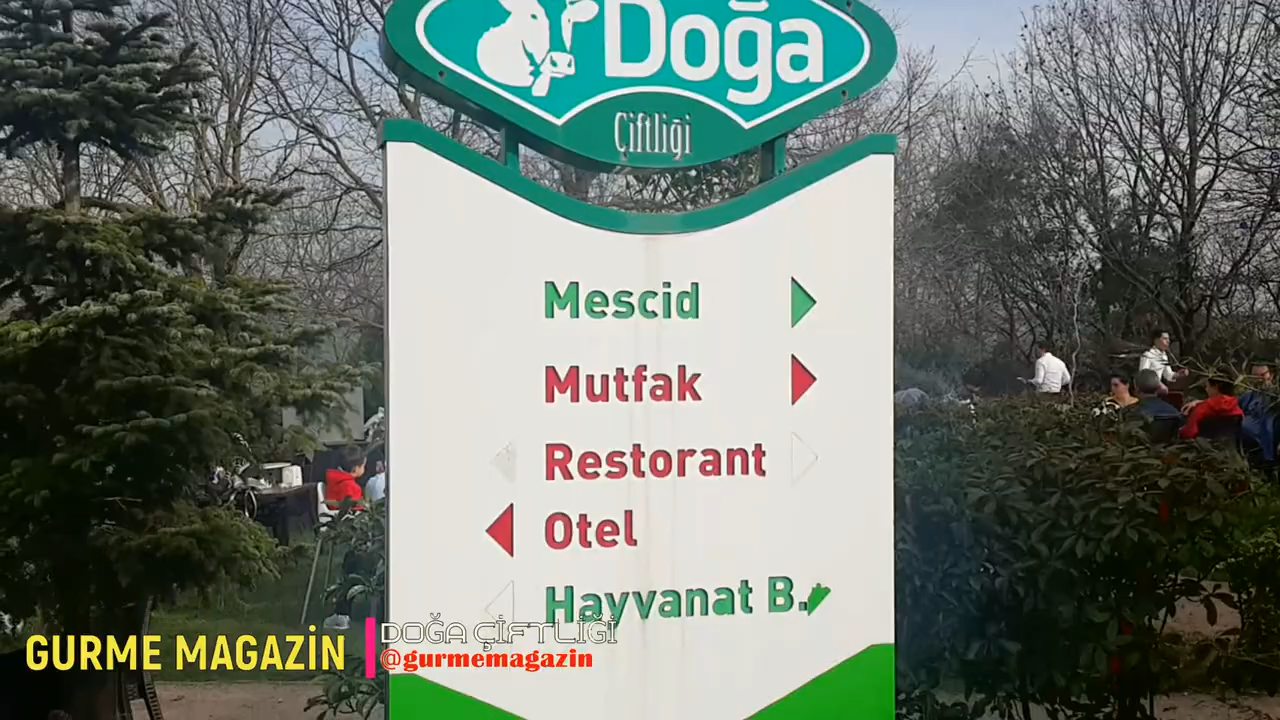 Doğa
Çiftliği
Mescid
Mutfak
Restorant
Otel
Hayvanat B.
GURME MAGAZİN
DOĞA ÇİFTLİĞİ
@gurmemagazin